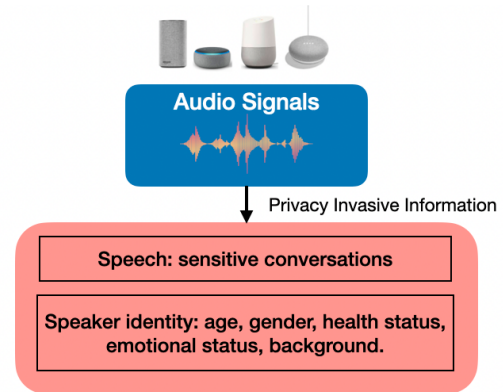 Audio Signals
Privacy Invasive Information
Speech: sensitive conversations
Speaker identity: age, gender, health status,
emotional status, background.